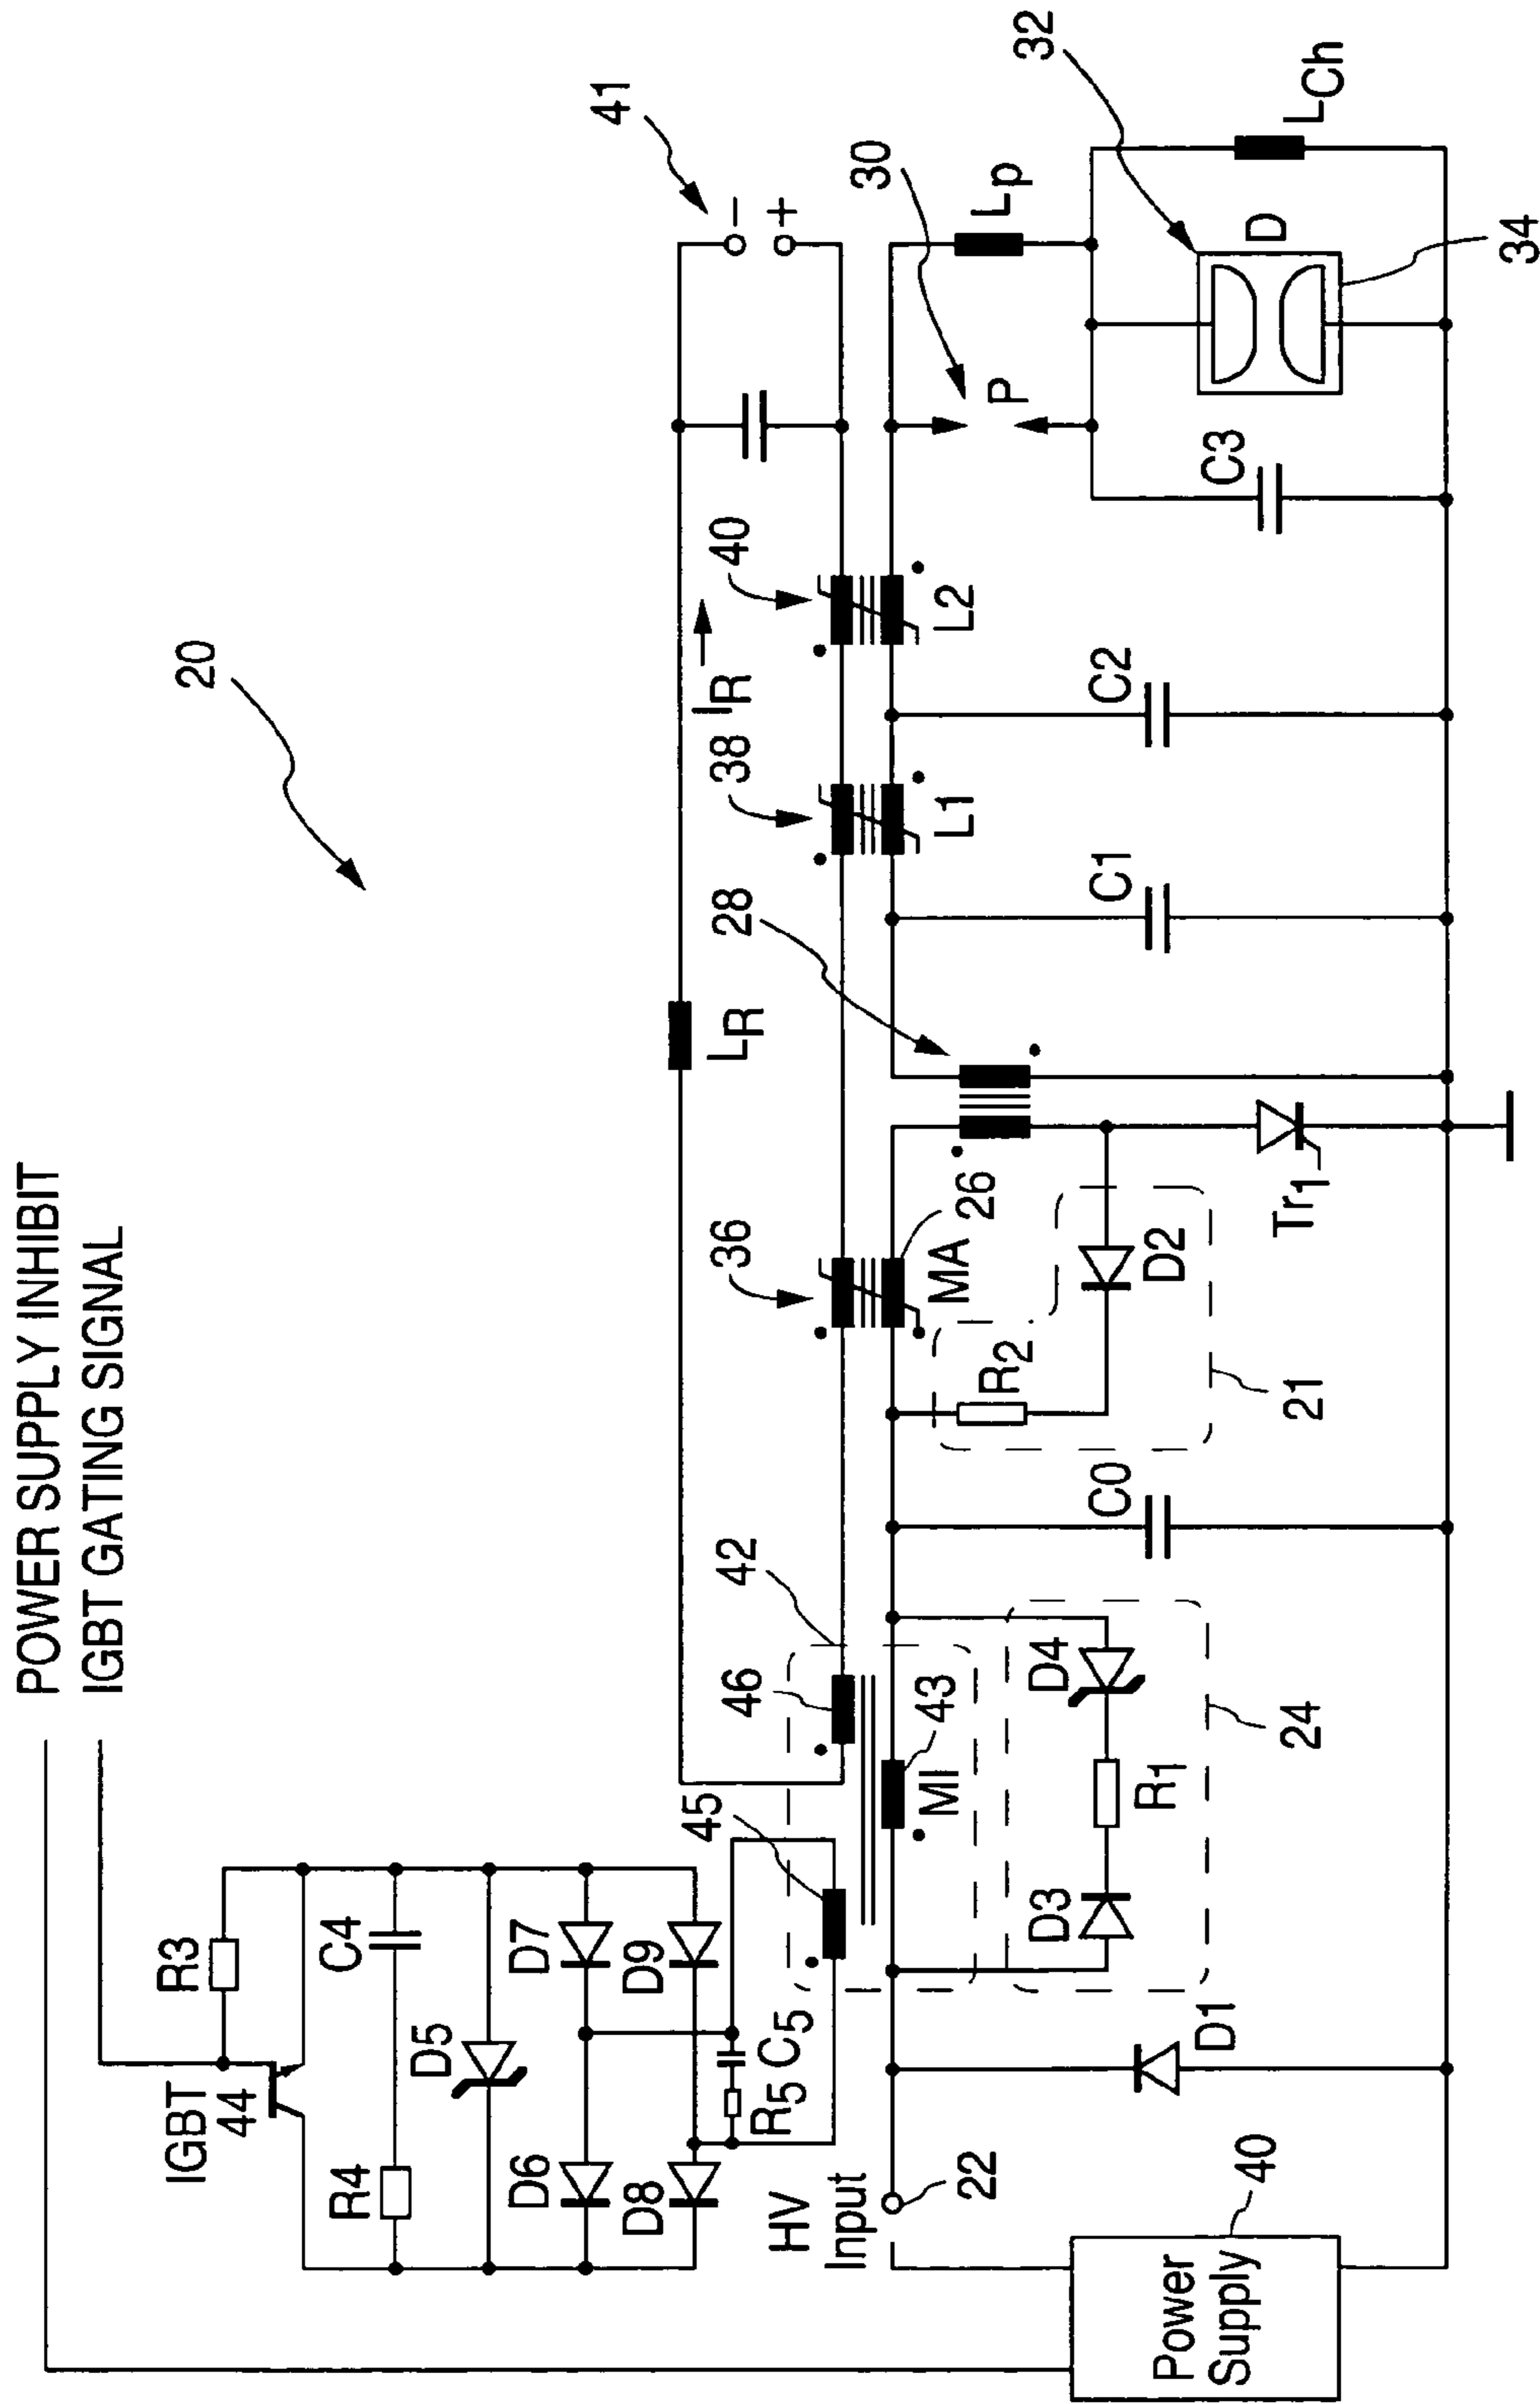 POWER SUPPLY INHIBIT
IGBT GATING SIGNAL
20
41
32
30
R3
IGBT
44
C4
R4
D5
D7
D6
D9
D8
R5
C5
45
46
42
LR
IR
36
38
40
28
MI
43
MA
26
L1
L2
P
Lp
D
LCh
34
HV
Input
22
D1
D3
R1
D4
24
C0
R2
D2
21
Tr1
C1
C2
C3
Power
Supply
40
−
+